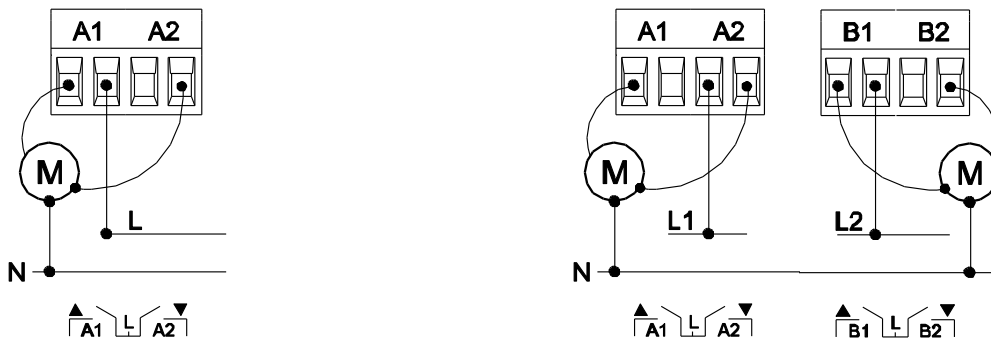 A1 A2
A1 A2
B1 B2
M
M
M
L
L1
L2
N
N
▲ ▼
A1 L A2
▲ ▼
A1 L A2
▲ ▼
B1 L B2